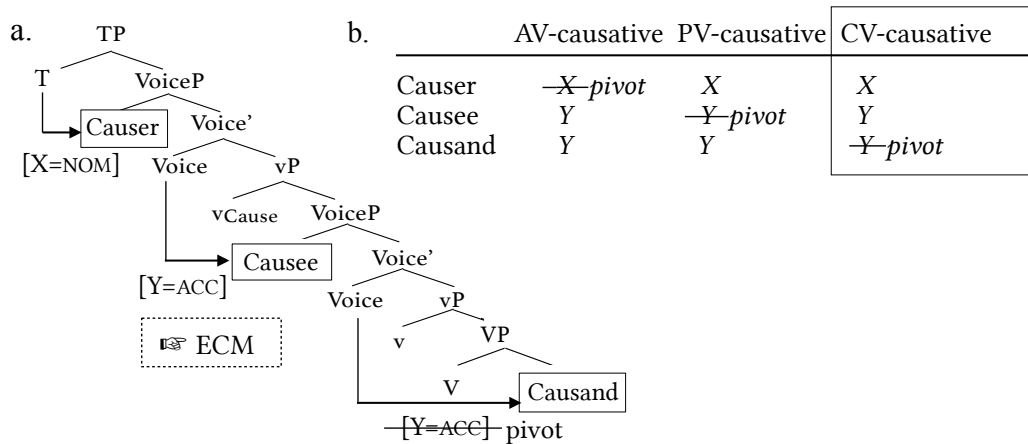 a.
TP
T VoiceP
Causer Voice'
[X=NOM] Voice vP
vCause VoiceP
Causee Voice'
[Y=ACC] Voice vP
☞ ECM v VP
V Causand
[Y=ACC] pivot
b. AV-causative PV-causative CV-causative
Causer X pivot X X
Causee Y Y pivot Y
Causand Y Y Y pivot